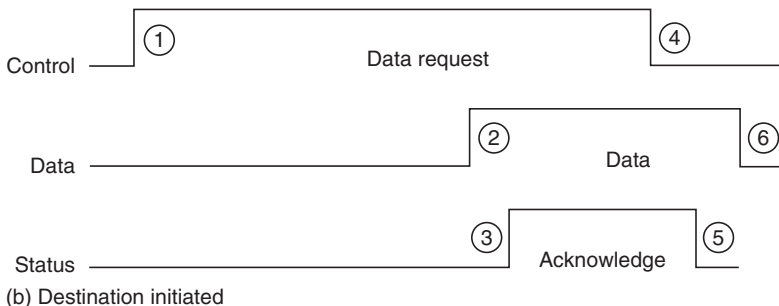 ① ④
Control Data request
② ⑥
Data Data
③ ⑤
Status Acknowledge
(b) Destination initiated